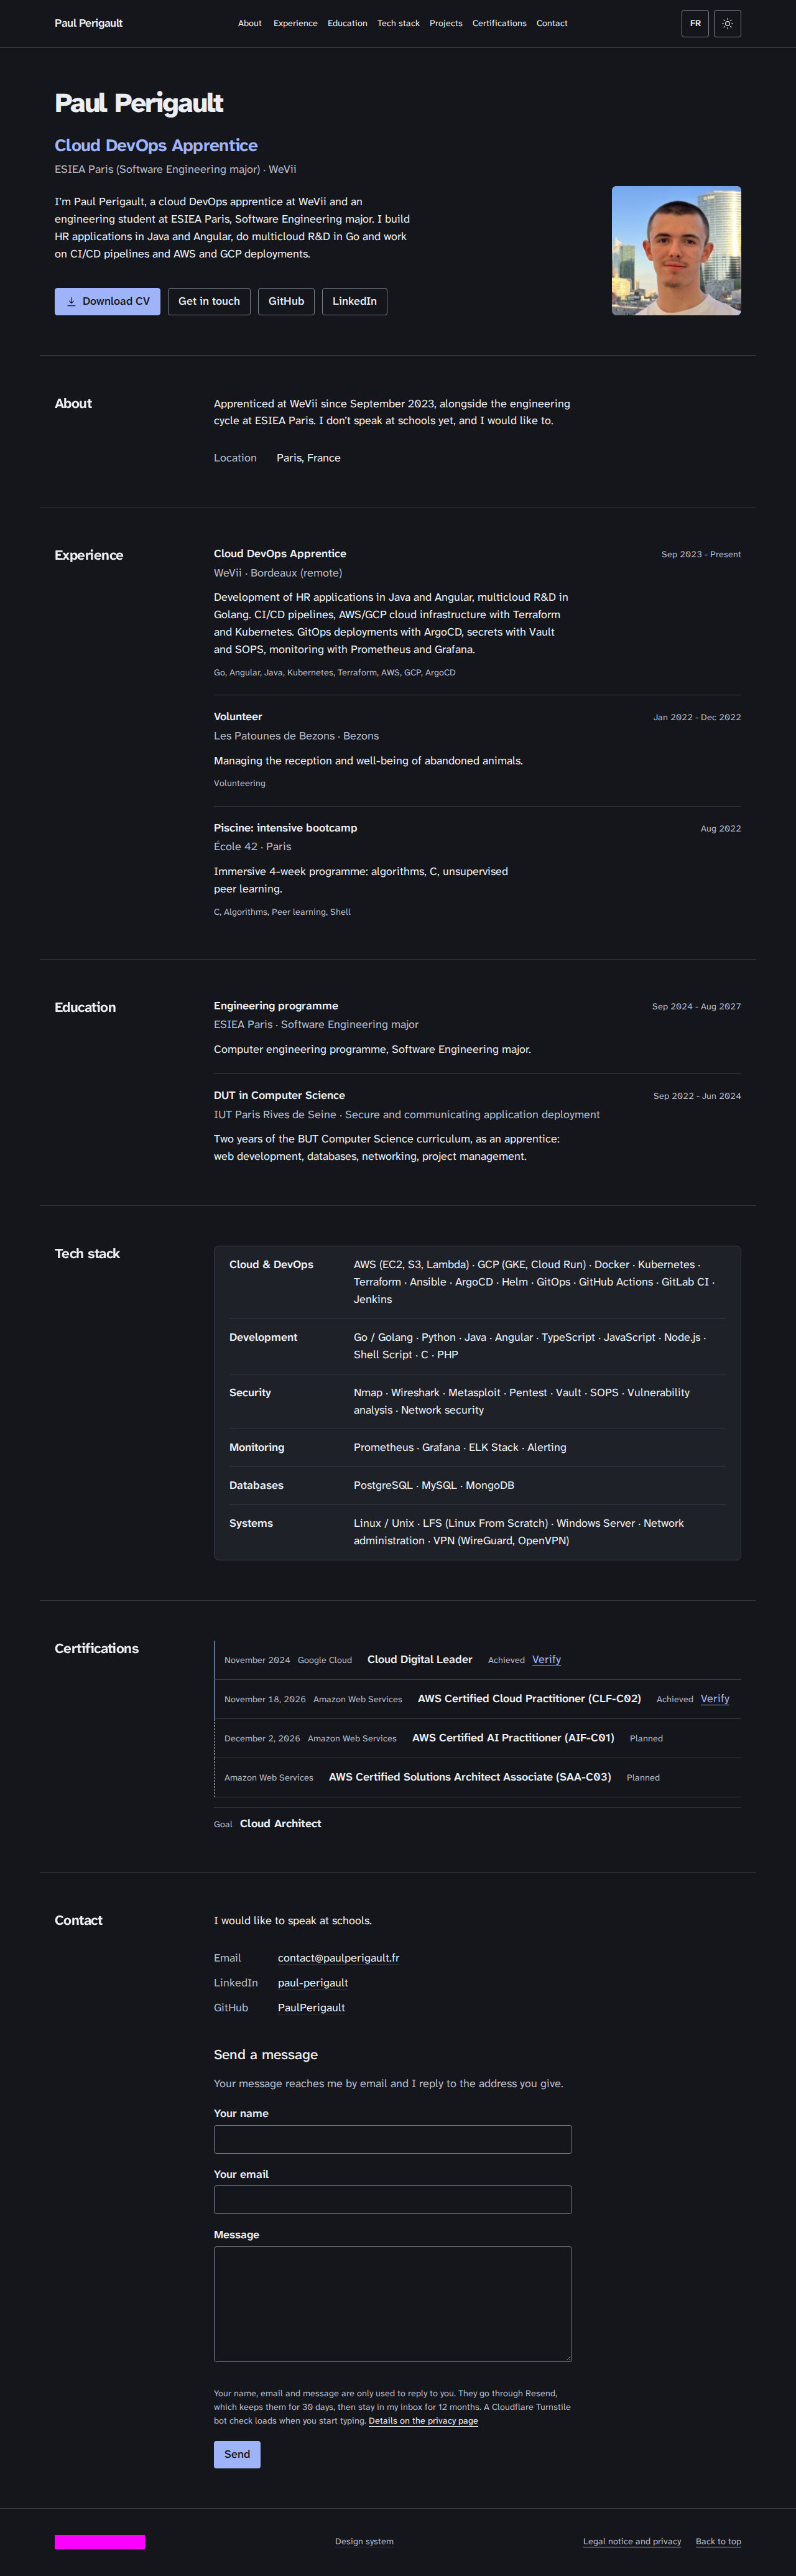 Paul Perigault
About Experience Education Tech stack Projects Certifications Contact
FR
Paul Perigault
Cloud DevOps Apprentice
ESIEA Paris (Software Engineering major) · WeVii
I'm Paul Perigault, a cloud DevOps apprentice at WeVii and an
engineering student at ESIEA Paris, Software Engineering major. I build
HR applications in Java and Angular, do multicloud R&D in Go and work
on CI/CD pipelines and AWS and GCP deployments.
Download CV Get in touch GitHub LinkedIn
About
Apprenticed at WeVii since September 2023, alongside the engineering
cycle at ESIEA Paris. I don't speak at schools yet, and I would like to.
Location Paris, France
Experience
Cloud DevOps Apprentice Sep 2023 - Present
WeVii · Bordeaux (remote)
Development of HR applications in Java and Angular, multicloud R&D in
Golang. CI/CD pipelines, AWS/GCP cloud infrastructure with Terraform
and Kubernetes. GitOps deployments with ArgoCD, secrets with Vault
and SOPS, monitoring with Prometheus and Grafana.
Go, Angular, Java, Kubernetes, Terraform, AWS, GCP, ArgoCD
Volunteer Jan 2022 - Dec 2022
Les Patounes de Bezons · Bezons
Managing the reception and well-being of abandoned animals.
Volunteering
Piscine: intensive bootcamp Aug 2022
École 42 · Paris
Immersive 4-week programme: algorithms, C, unsupervised
peer learning.
C, Algorithms, Peer learning, Shell
Education
Engineering programme Sep 2024 - Aug 2027
ESIEA Paris · Software Engineering major
Computer engineering programme, Software Engineering major.
DUT in Computer Science Sep 2022 - Jun 2024
IUT Paris Rives de Seine · Secure and communicating application deployment
Two years of the BUT Computer Science curriculum, as an apprentice:
web development, databases, networking, project management.
Tech stack
Cloud & DevOps AWS (EC2, S3, Lambda) · GCP (GKE, Cloud Run) · Docker · Kubernetes ·
Terraform · Ansible · ArgoCD · Helm · GitOps · GitHub Actions · GitLab CI ·
Jenkins
Development Go / Golang · Python · Java · Angular · TypeScript · JavaScript · Node.js ·
Shell Script · C · PHP
Security Nmap · Wireshark · Metasploit · Pentest · Vault · SOPS · Vulnerability
analysis · Network security
Monitoring Prometheus · Grafana · ELK Stack · Alerting
Databases PostgreSQL · MySQL · MongoDB
Systems Linux / Unix · LFS (Linux From Scratch) · Windows Server · Network
administration · VPN (WireGuard, OpenVPN)
Certifications
November 2024 Google Cloud Cloud Digital Leader Achieved Verify
November 18, 2026 Amazon Web Services AWS Certified Cloud Practitioner (CLF-C02) Achieved Verify
December 2, 2026 Amazon Web Services AWS Certified AI Practitioner (AIF-C01) Planned
Amazon Web Services AWS Certified Solutions Architect Associate (SAA-C03) Planned
Goal Cloud Architect
Contact
I would like to speak at schools.
Email contact@paulperigault.fr
LinkedIn paul-perigault
GitHub PaulPerigault
Send a message
Your message reaches me by email and I reply to the address you give.
Your name
Your email
Message
Your name, email and message are only used to reply to you. They go through Resend,
which keeps them for 30 days, then stay in my inbox for 12 months. A Cloudflare Turnstile
bot check loads when you start typing. Details on the privacy page
Send
Design system Legal notice and privacy Back to top